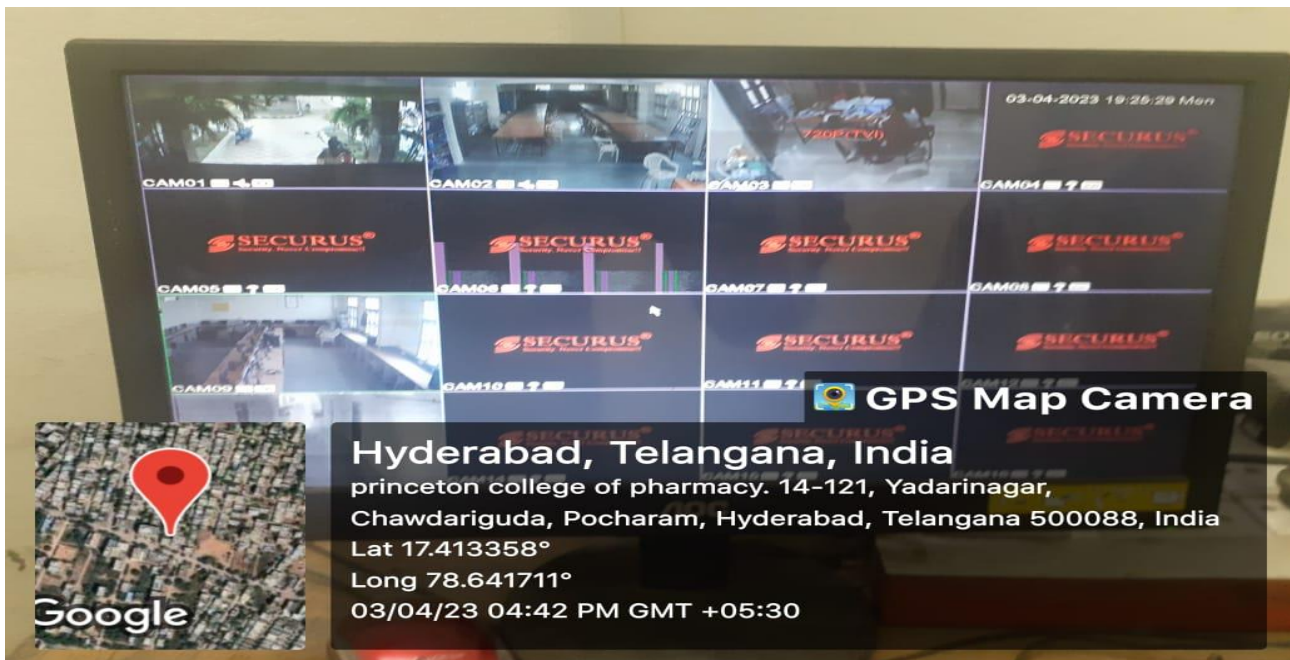 03-04-2023 19:25:29 Mon
720P(TVI)
SECURUS®
CAM01
CAM02
CAM03
CAM04
SECURUS®
SECURUS®
SECURUS®
SECURUS®
CAM05
CAM06
CAM07
CAM08
SECURUS®
SECURUS®
SECURUS®
CAM09
CAM10
CAM11
CAM12
GPS Map Camera
SECURUS
SECURUS
Hyderabad, Telangana, India
princeton college of pharmacy. 14-121, Yadarinagar,
Chawdariguda, Pocharam, Hyderabad, Telangana 500088, India
Lat 17.413358°
Long 78.641711°
03/04/23 04:42 PM GMT +05:30
Google